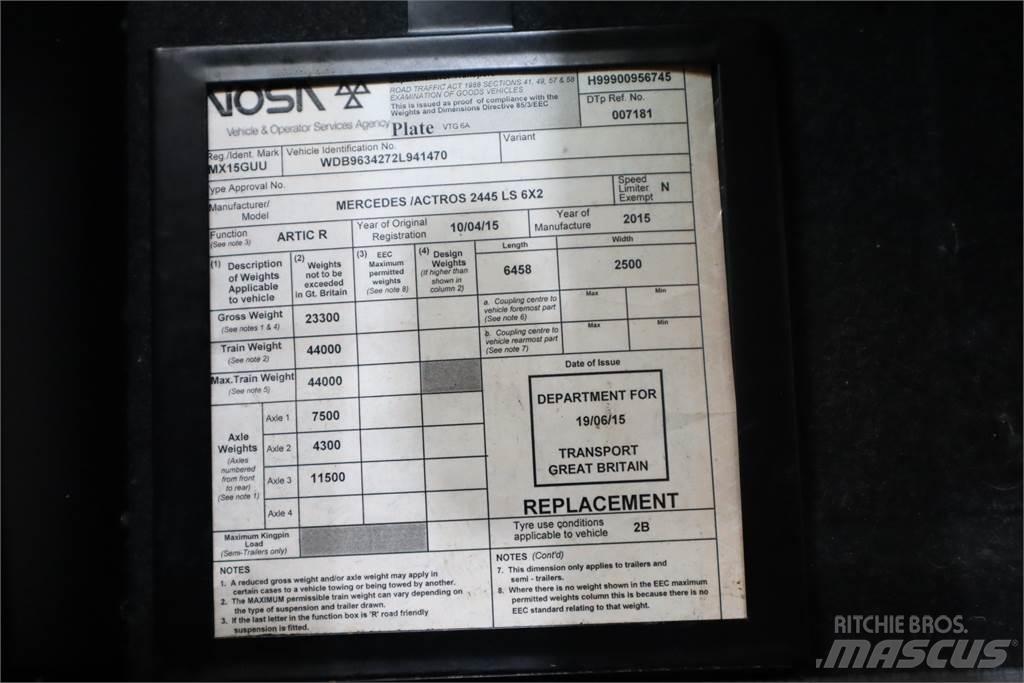 VOSA
Vehicle & Operator Services Agency
ROAD TRAFFIC ACT 1988 SECTIONS 41, 49, 57 & 58
EXAMINATION OF GOODS VEHICLES
This is issued as proof of compliance with the
Weights and Dimensions Directive 85/3/EEC
Plate VTG 6A
H99900956745
DTp Ref. No.
007181
Reg./Ident. Mark
MX15GUU
Vehicle Identification No.
WDB9634272L941470
Variant
Type Approval No.
Manufacturer/
Model
MERCEDES /ACTROS 2445 LS 6X2
Speed
Limiter
Exempt
N
Function
(See note 3)
ARTIC R
Year of Original
Registration
10/04/15
Year of
Manufacture
2015
(1) Description
of Weights
Applicable
to vehicle
(2) Weights
not to be
exceeded
in Gt. Britain
(3) EEC
Maximum
permitted
weights
(See note 8)
(4) Design
Weights
(If higher than
shown in
column 2)
Length
6458
Width
2500
Gross Weight
(See notes 1 & 4)
23300
a. Coupling centre to
vehicle foremost part
(See note 6)
Max
Min
Train Weight
(See note 2)
44000
b. Coupling centre to
vehicle rearmost part
(See note 7)
Max
Min
Max.Train Weight
(See note 5)
44000
Axle
Weights
(Axles
numbered
from front
to rear)
(See note 1)
Axle 1
7500
Axle 2
4300
Axle 3
11500
Axle 4
Maximum Kingpin
Load
(Semi-Trailers only)
Date of Issue
DEPARTMENT FOR
19/06/15
TRANSPORT
GREAT BRITAIN
REPLACEMENT
Tyre use conditions
applicable to vehicle
2B
NOTES
1. A reduced gross weight and/or axle weight may apply in
certain cases to a vehicle towing or being towed by another.
2. The MAXIMUM permissible train weight can vary depending on
the type of suspension and trailer drawn.
3. If the last letter in the function box is 'R' road friendly
suspension is fitted.
NOTES (Cont'd)
7. This dimension only applies to trailers and
semi - trailers.
8. Where there is no weight shown in the EEC maximum
permitted weights column this is because there is no
EEC standard relating to that weight.
RITCHIE BROS.
MASCUS